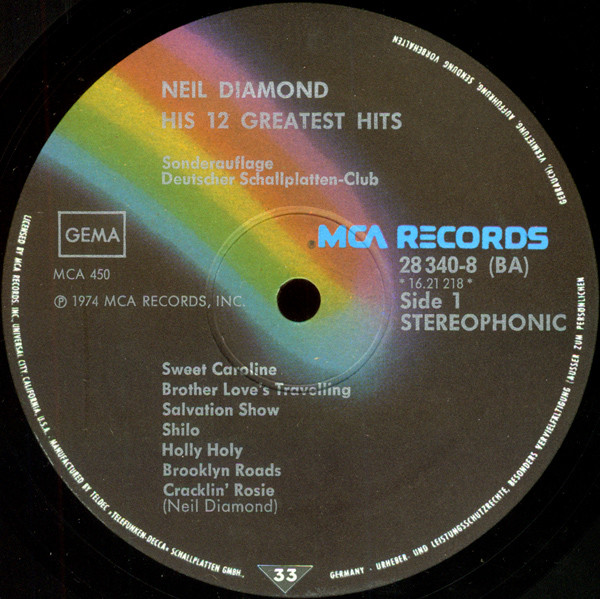 NEIL DIAMOND
HIS 12 GREATEST HITS
Sonderauflage
Deutscher Schallplatten-Club
GEMA
MCA 450
℗ 1974 MCA RECORDS, INC.
® MCA RECORDS
28 340-8 (BA)
* 16.21 218 *
Side 1
STEREOPHONIC
Sweet Caroline
Brother Love's Travelling
Salvation Show
Shilo
Holly Holy
Brooklyn Roads
Cracklin' Rosie
(Neil Diamond)
33
LICENSED BY MCA RECORDS, INC., UNIVERSAL CITY, CALIFORNIA, U.S.A. · MANUFACTURED BY TELDEC »TELEFUNKEN-DECCA« SCHALLPLATTEN GMBH.,
GERMANY · URHEBER- UND LEISTUNGSSCHUTZRECHTE, BESONDERS VERVIELFÄLTIGUNG (AUSSER ZUM PERSÖNLICHEN
GEBRAUCH), VERMIETUNG, AUFFÜHRUNG, SENDUNG VORBEHALTEN